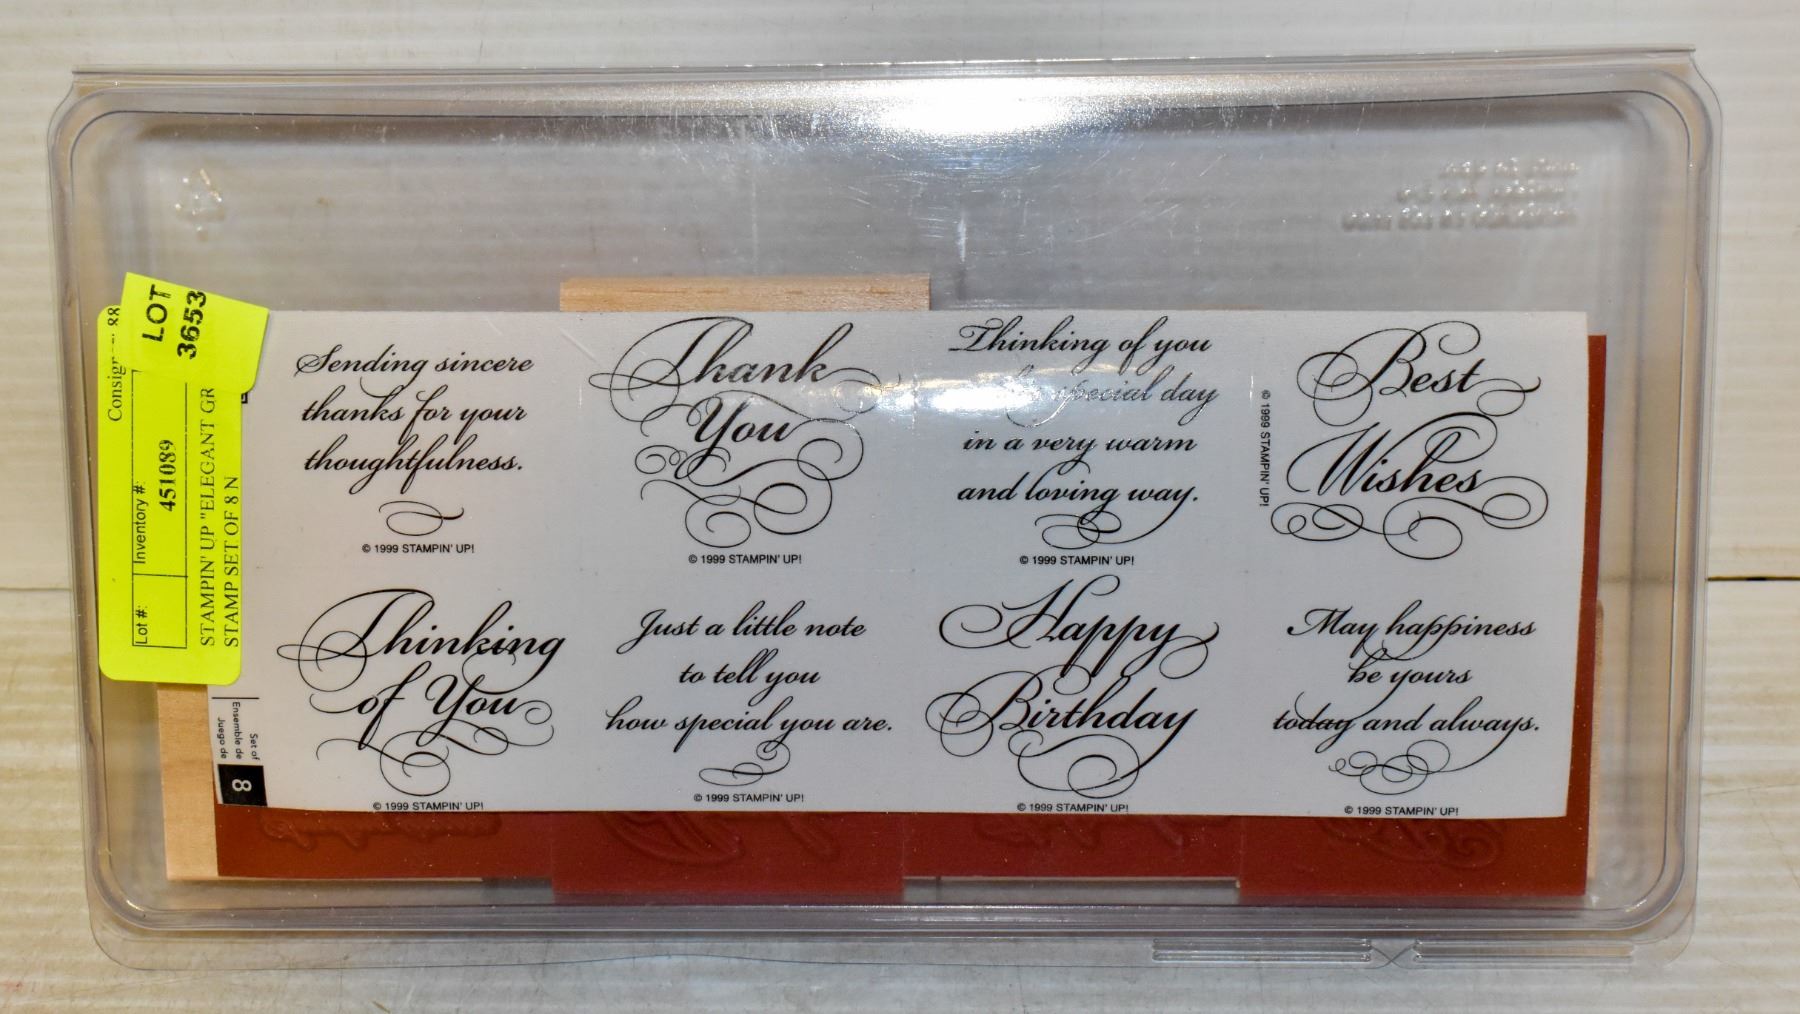 LOT
3653
Consign
88
Lot #:
Inventory #:
451089
STAMPIN' UP "ELEGANT GR
STAMP SET OF 8 N
Sending sincere
thanks for your
thoughtfulness.
© 1999 STAMPIN' UP!
Thank
You
© 1999 STAMPIN' UP!
Thinking of you
special day
in a very warm
and loving way.
© 1999 STAMPIN' UP!
Best
Wishes
© 1999 STAMPIN' UP!
Thinking
of You
© 1999 STAMPIN' UP!
Just a little note
to tell you
how special you are.
© 1999 STAMPIN' UP!
Happy
Birthday
© 1999 STAMPIN' UP!
May happiness
be yours
today and always.
© 1999 STAMPIN' UP!
Set of
Ensemble de
Juego de
8